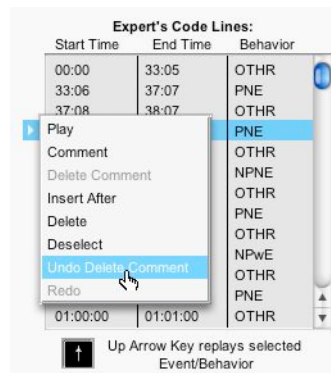 Expert's Code Lines:
Start Time End Time Behavior
00:00 33:05 OTHR
33:06 37:07 PNE
37:08 38:07 OTHR
Play PNE
Comment OTHR
Delete Comment NPNE
Insert After OTHR
Delete PNE
Deselect OTHR
NPwE
Undo Delete Comment OTHR
Redo PNE
01:00:00 01:01:00 OTHR
Up Arrow Key replays selected
Event/Behavior